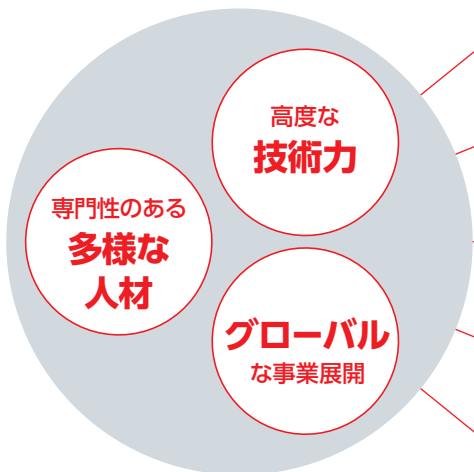 高度な
技術力
専門性のある
多様な
人材
グローバル
な事業展開